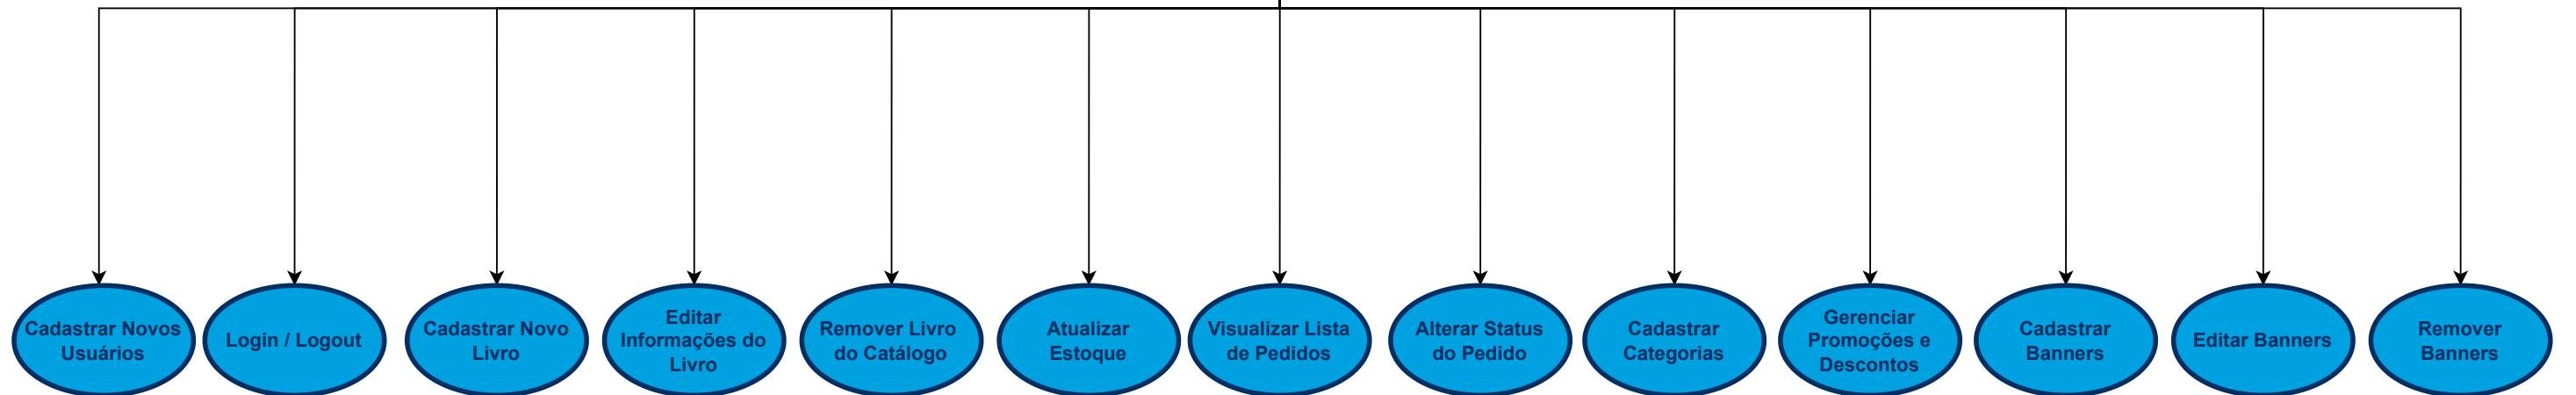 Cadastrar Novos
Usuários
Login / Logout
Cadastrar Novo
Livro
Editar
Informações do
Livro
Remover Livro
do Catálogo
Atualizar
Estoque
Visualizar Lista
de Pedidos
Alterar Status
do Pedido
Cadastrar
Categorias
Gerenciar
Promoções e
Descontos
Cadastrar
Banners
Editar Banners
Remover
Banners